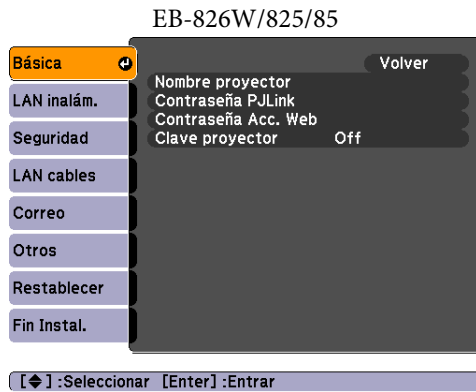 EB-826W/825/85
Básica
Volver
Nombre proyector
LAN inalám.
Contraseña PJLink
Contraseña Acc. Web
Seguridad
Clave proyector Off
LAN cables
Correo
Otros
Restablecer
Fin Instal.
[◆] :Seleccionar [Enter] :Entrar